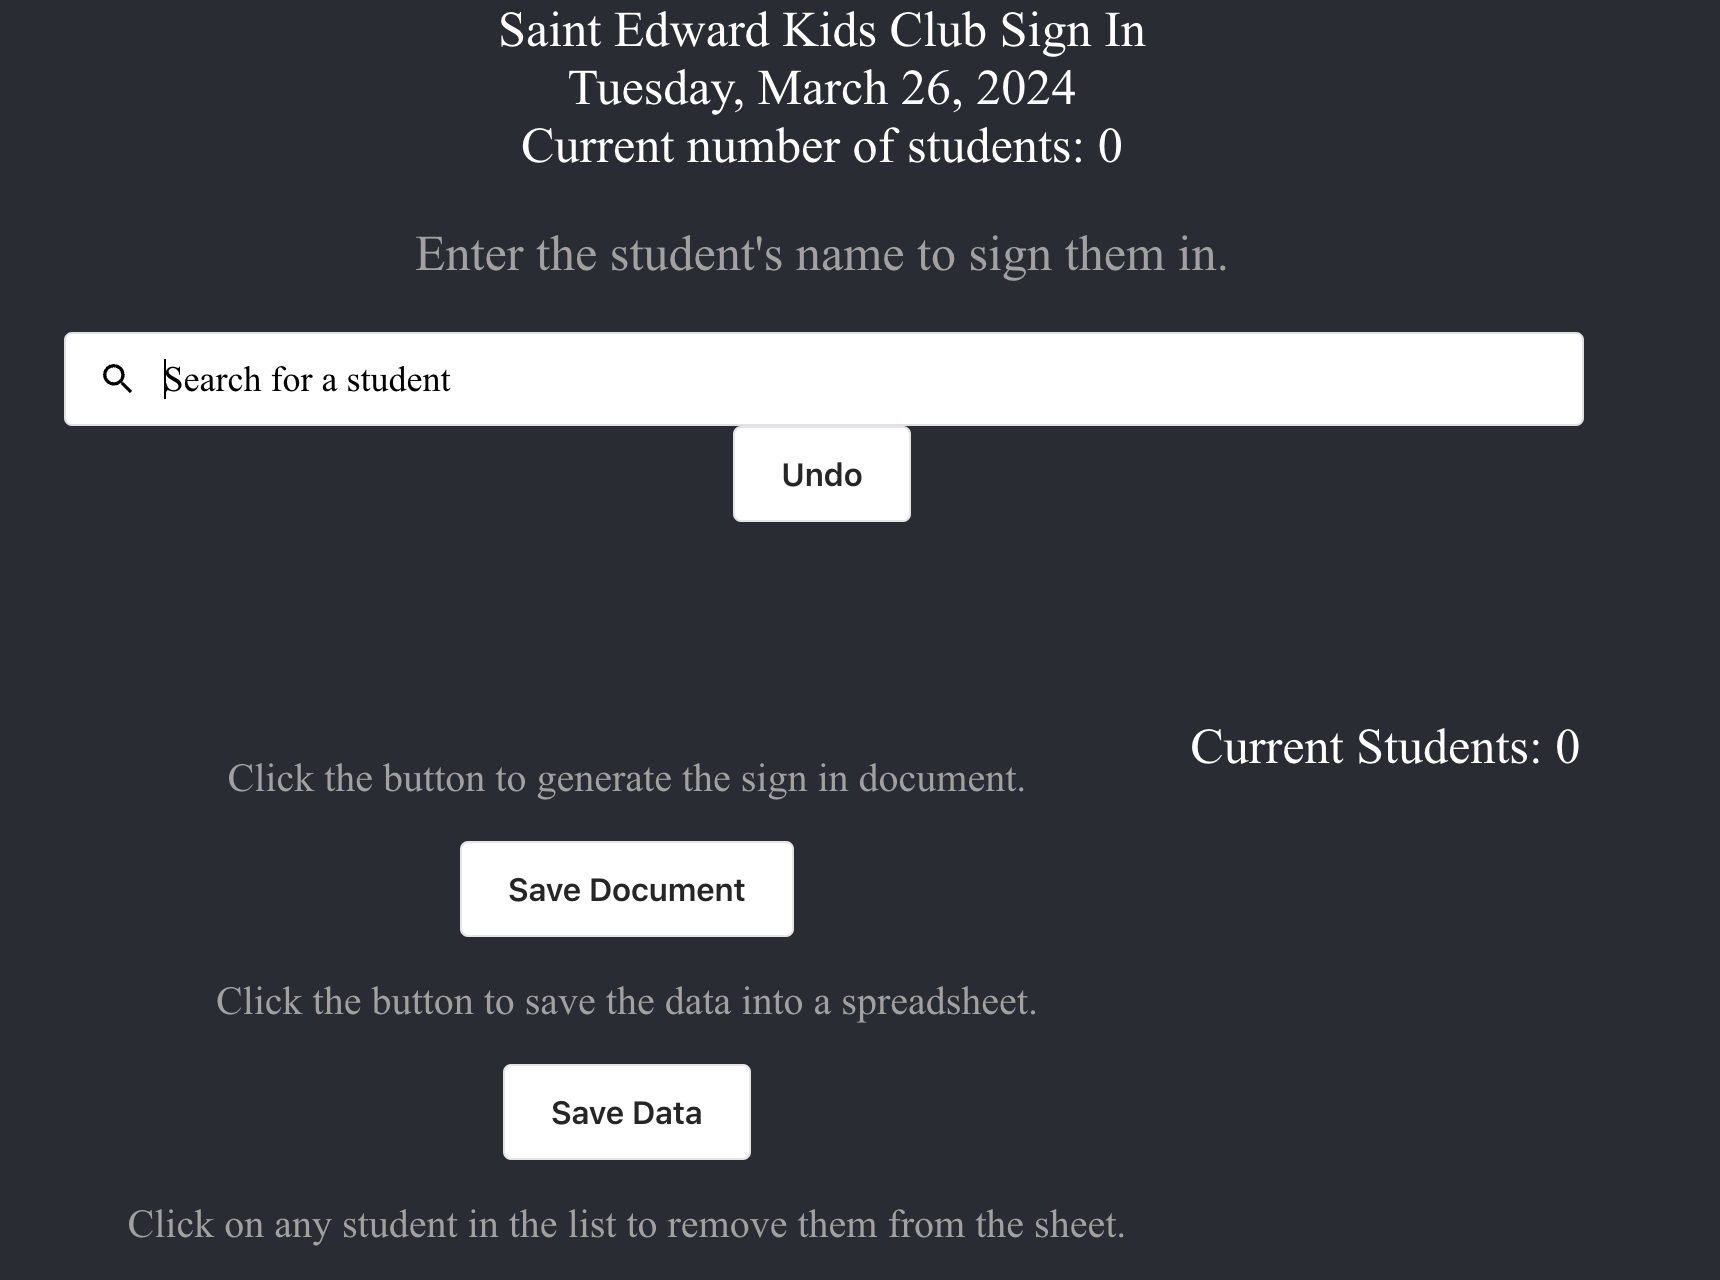 Saint Edward Kids Club Sign In
Tuesday, March 26, 2024
Current number of students: 0
Enter the student's name to sign them in.
Search for a student
Undo
Current Students: 0
Click the button to generate the sign in document.
Save Document
Click the button to save the data into a spreadsheet.
Save Data
Click on any student in the list to remove them from the sheet.